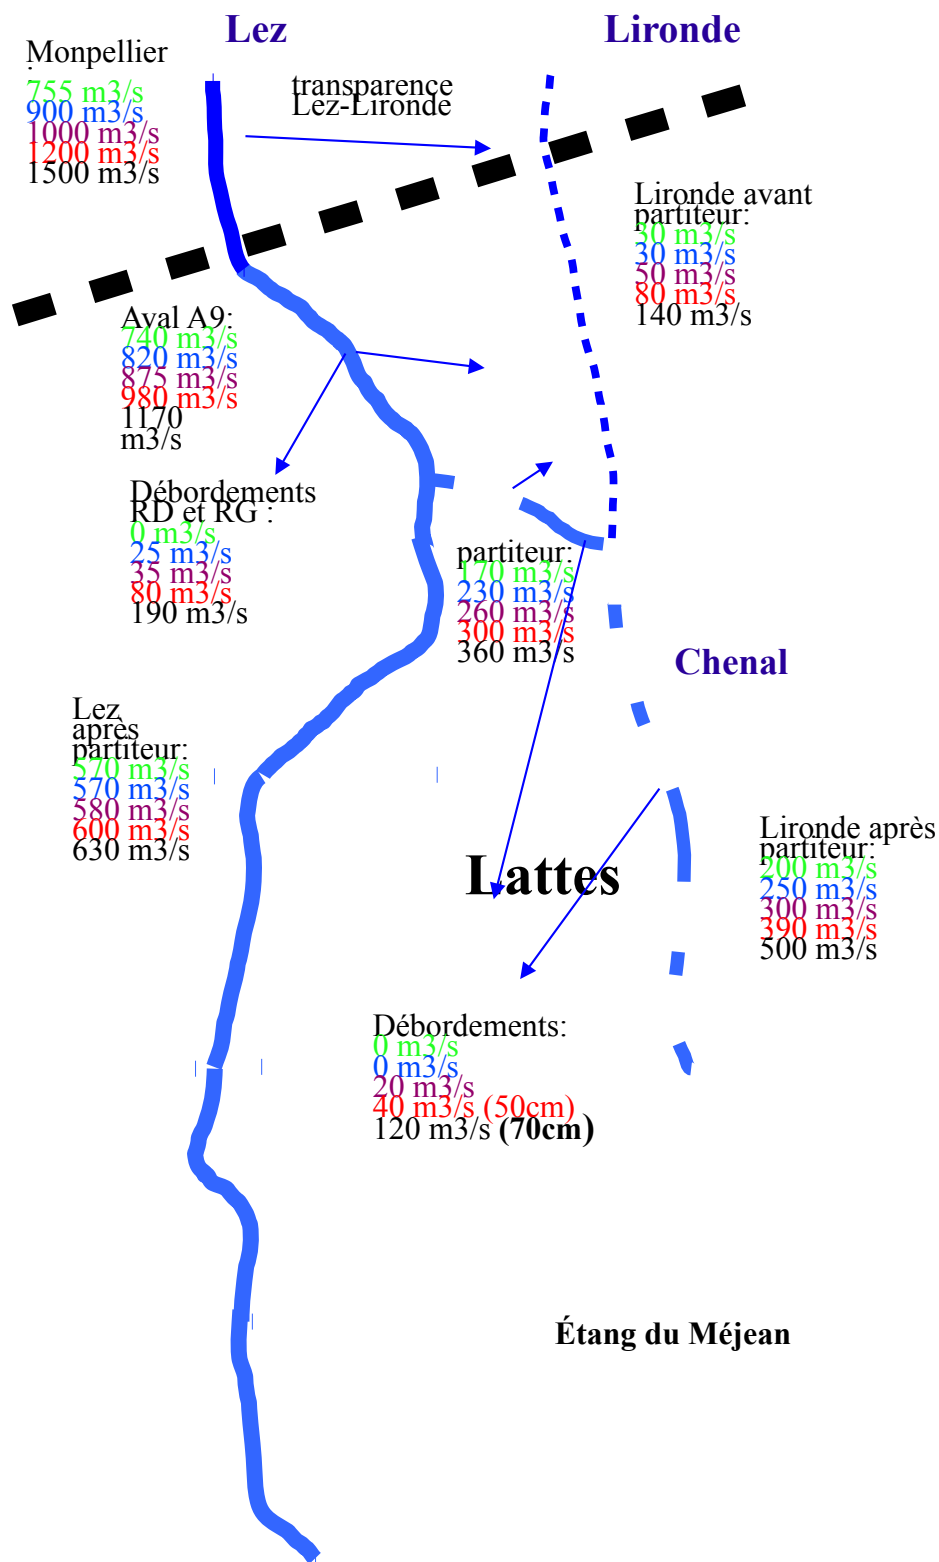 Lez
Lironde
Monpellier
:
755 m3/s
900 m3/s
1000 m3/s
1200 m3/s
1500 m3/s
transparence
Lez-Lironde
Lironde avant
partiteur:
30 m3/s
30 m3/s
50 m3/s
80 m3/s
140 m3/s
Aval A9:
740 m3/s
820 m3/s
875 m3/s
980 m3/s
1170
m3/s
Débordements
RD et RG :
0 m3/s
25 m3/s
35 m3/s
80 m3/s
190 m3/s
partiteur:
170 m3/s
230 m3/s
260 m3/s
300 m3/s
360 m3/s
Chenal
Lez
après
partiteur:
570 m3/s
570 m3/s
580 m3/s
600 m3/s
630 m3/s
Lattes
Lironde après
partiteur:
200 m3/s
250 m3/s
300 m3/s
390 m3/s
500 m3/s
Débordements:
0 m3/s
0 m3/s
20 m3/s
40 m3/s (50cm)
120 m3/s (70cm)
Étang du Méjean